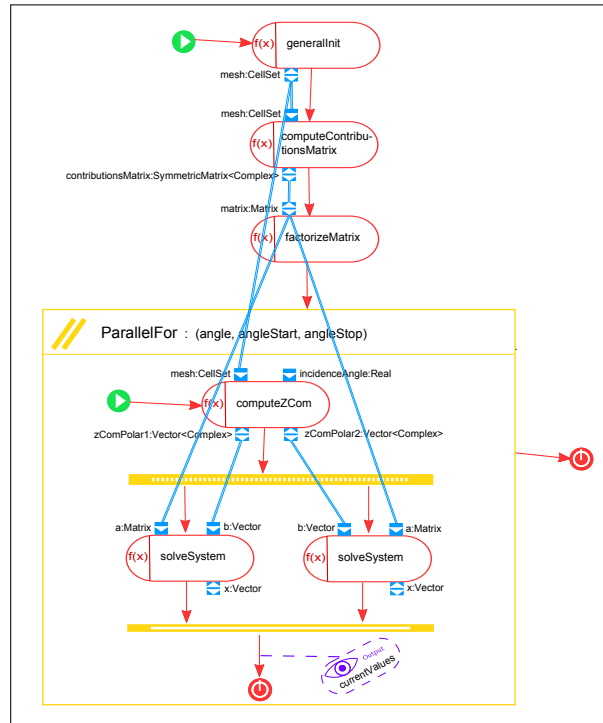 f(x) generalInit
mesh:CellSet
mesh:CellSet
f(x) computeContribu-
tionsMatrix
contributionsMatrix:SymmetricMatrix<Complex>
matrix:Matrix
f(x) factorizeMatrix
ParallelFor : (angle, angleStart, angleStop)
mesh:CellSet incidenceAngle:Real
f(x) computeZCom
zComPolar1:Vector<Complex> zComPolar2:Vector<Complex>
a:Matrix b:Vector b:Vector a:Matrix
f(x) solveSystem f(x) solveSystem
x:Vector x:Vector
Output
currentValues